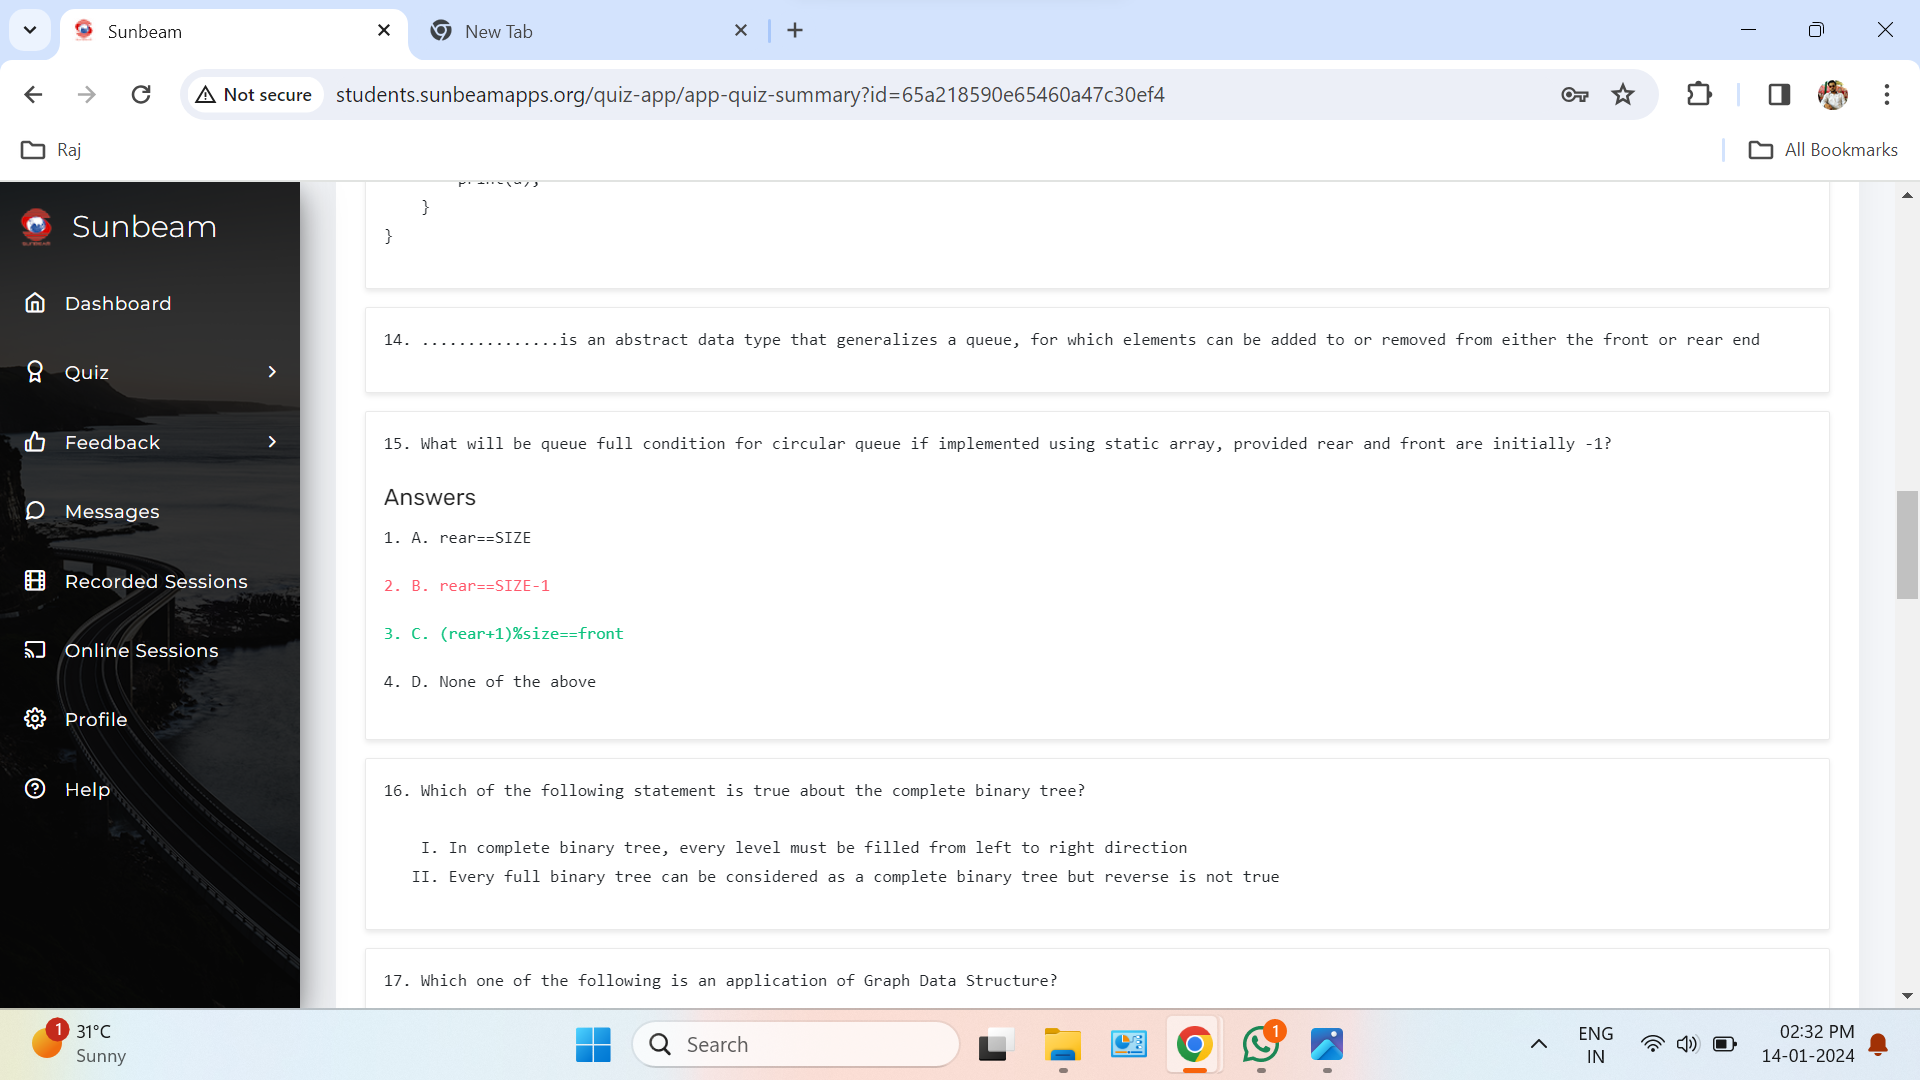 Sunbeam
New Tab
Not secure
students.sunbeamapps.org/quiz-app/app-quiz-summary?id=65a218590e65460a47c30ef4
Raj
All Bookmarks
Sunbeam
Dashboard
Quiz
Feedback
Messages
Recorded Sessions
Online Sessions
Profile
Help
}
}
14. ...............is an abstract data type that generalizes a queue, for which elements can be added to or removed from either the front or rear end
15. What will be queue full condition for circular queue if implemented using static array, provided rear and front are initially -1?
Answers
1. A. rear==SIZE
2. B. rear==SIZE-1
3. C. (rear+1)%size==front
4. D. None of the above
16. Which of the following statement is true about the complete binary tree?
I. In complete binary tree, every level must be filled from left to right direction
II. Every full binary tree can be considered as a complete binary tree but reverse is not true
17. Which one of the following is an application of Graph Data Structure?
1
31°C
Sunny
Search
1
ENG
IN
02:32 PM
14-01-2024